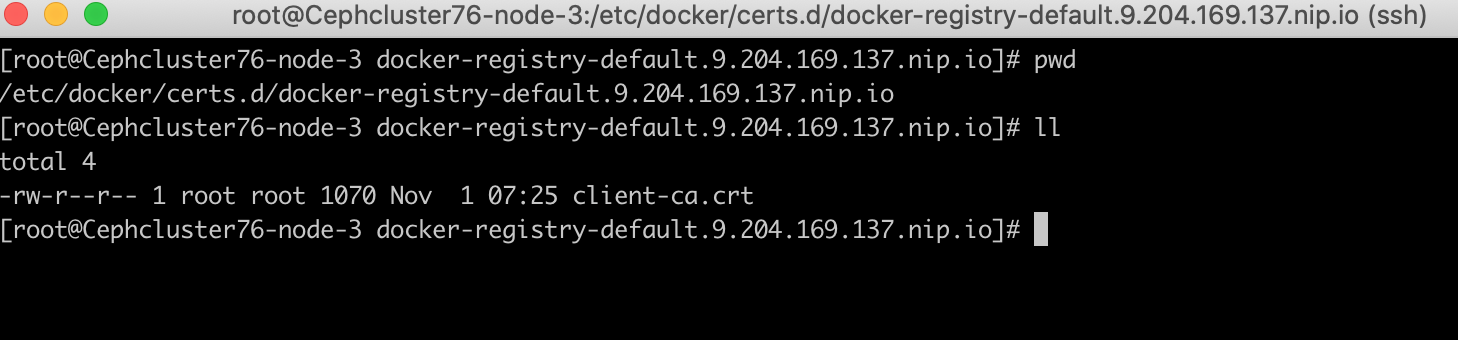 root@Cephcluster76-node-3:/etc/docker/certs.d/docker-registry-default.9.204.169.137.nip.io (ssh)
[root@Cephcluster76-node-3 docker-registry-default.9.204.169.137.nip.io]# pwd
/etc/docker/certs.d/docker-registry-default.9.204.169.137.nip.io
[root@Cephcluster76-node-3 docker-registry-default.9.204.169.137.nip.io]# ll
total 4
-rw-r--r-- 1 root root 1070 Nov  1 07:25 client-ca.crt
[root@Cephcluster76-node-3 docker-registry-default.9.204.169.137.nip.io]#